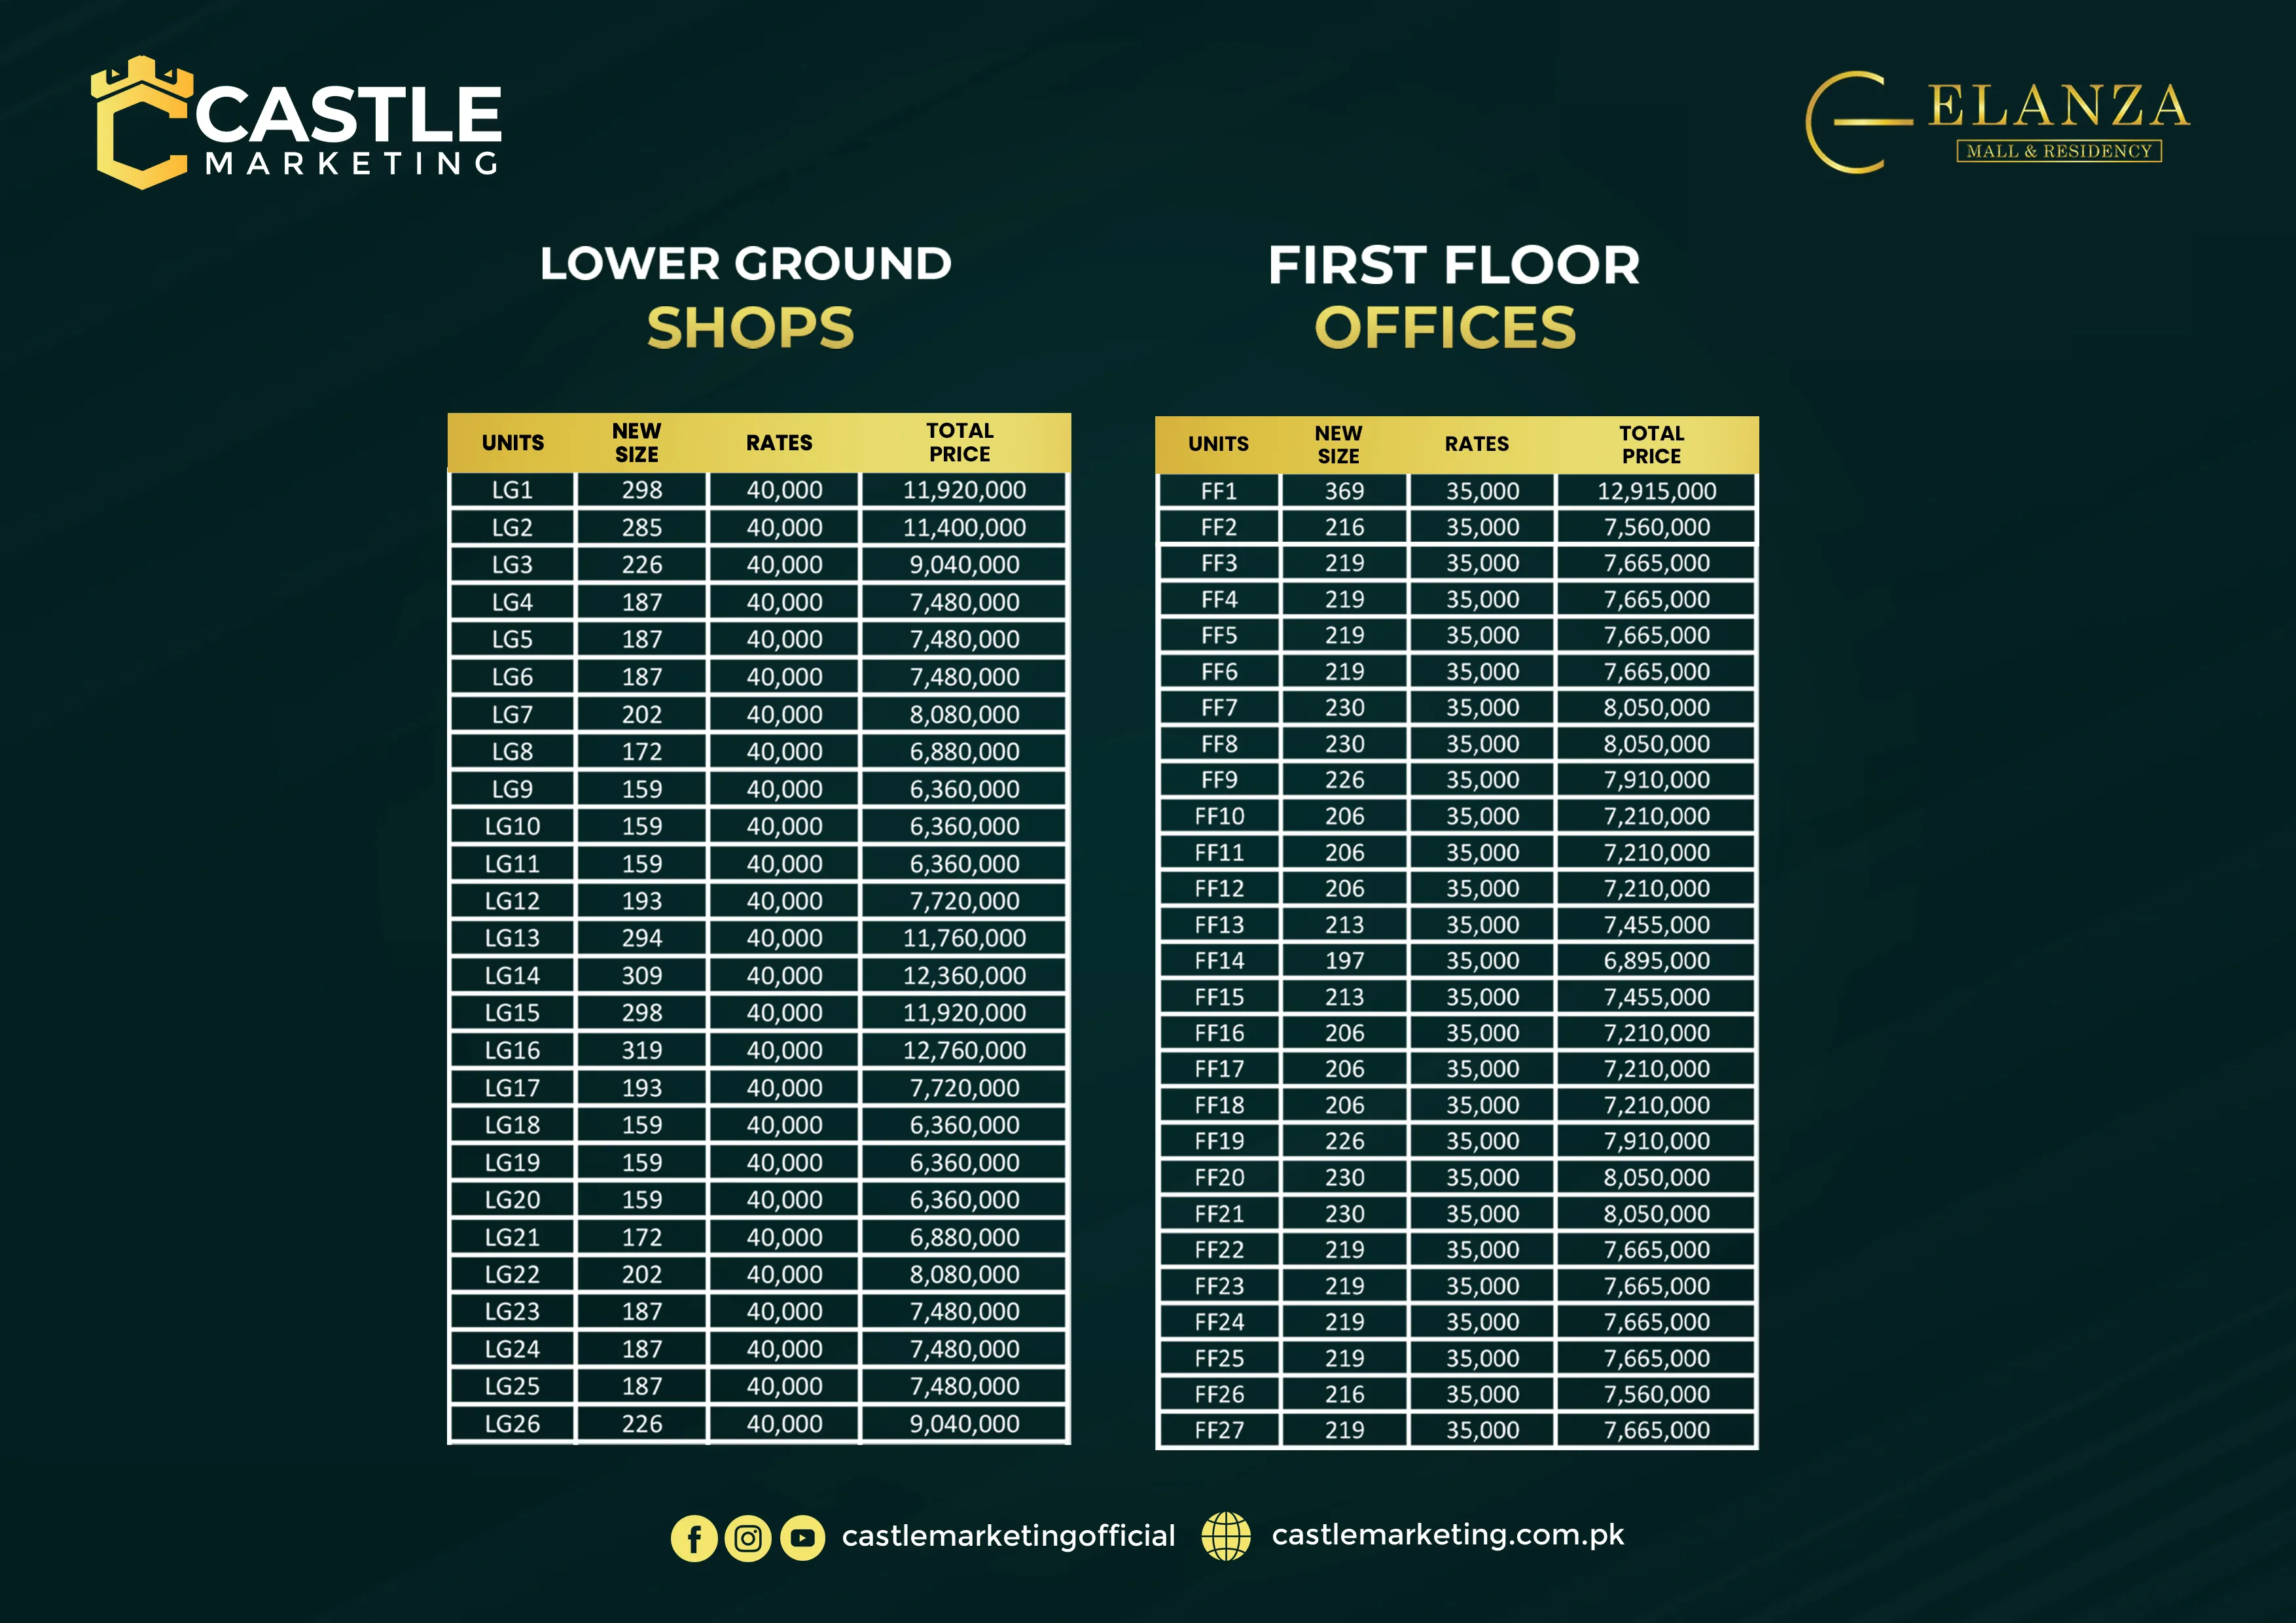 CASTLE
MARKETING
ELANZA
MALL & RESIDENCY
LOWER GROUND
SHOPS
UNITS NEW SIZE RATES TOTAL PRICE
LG1 298 40,000 11,920,000
LG2 285 40,000 11,400,000
LG3 226 40,000 9,040,000
LG4 187 40,000 7,480,000
LG5 187 40,000 7,480,000
LG6 187 40,000 7,480,000
LG7 202 40,000 8,080,000
LG8 172 40,000 6,880,000
LG9 159 40,000 6,360,000
LG10 159 40,000 6,360,000
LG11 159 40,000 6,360,000
LG12 193 40,000 7,720,000
LG13 294 40,000 11,760,000
LG14 309 40,000 12,360,000
LG15 298 40,000 11,920,000
LG16 319 40,000 12,760,000
LG17 193 40,000 7,720,000
LG18 159 40,000 6,360,000
LG19 159 40,000 6,360,000
LG20 159 40,000 6,360,000
LG21 172 40,000 6,880,000
LG22 202 40,000 8,080,000
LG23 187 40,000 7,480,000
LG24 187 40,000 7,480,000
LG25 187 40,000 7,480,000
LG26 226 40,000 9,040,000
FIRST FLOOR
OFFICES
UNITS NEW SIZE RATES TOTAL PRICE
FF1 369 35,000 12,915,000
FF2 216 35,000 7,560,000
FF3 219 35,000 7,665,000
FF4 219 35,000 7,665,000
FF5 219 35,000 7,665,000
FF6 219 35,000 7,665,000
FF7 230 35,000 8,050,000
FF8 230 35,000 8,050,000
FF9 226 35,000 7,910,000
FF10 206 35,000 7,210,000
FF11 206 35,000 7,210,000
FF12 206 35,000 7,210,000
FF13 213 35,000 7,455,000
FF14 197 35,000 6,895,000
FF15 213 35,000 7,455,000
FF16 206 35,000 7,210,000
FF17 206 35,000 7,210,000
FF18 206 35,000 7,210,000
FF19 226 35,000 7,910,000
FF20 230 35,000 8,050,000
FF21 230 35,000 8,050,000
FF22 219 35,000 7,665,000
FF23 219 35,000 7,665,000
FF24 219 35,000 7,665,000
FF25 219 35,000 7,665,000
FF26 216 35,000 7,560,000
FF27 219 35,000 7,665,000
castlemarketingofficial castlemarketing.com.pk